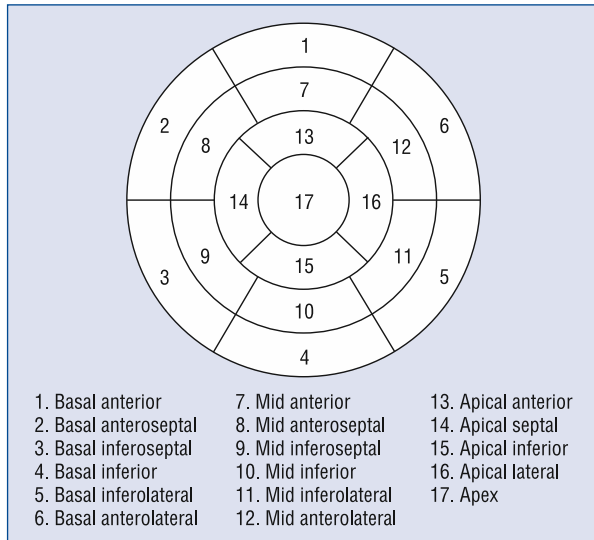 1
7
2
6
8
12
13
14
17
16
9
11
15
3
5
10
4
1. Basal anterior
2. Basal anteroseptal
3. Basal inferoseptal
4. Basal inferior
5. Basal inferolateral
6. Basal anterolateral
7. Mid anterior
8. Mid anteroseptal
9. Mid inferoseptal
10. Mid inferior
11. Mid inferolateral
12. Mid anterolateral
13. Apical anterior
14. Apical septal
15. Apical inferior
16. Apical lateral
17. Apex